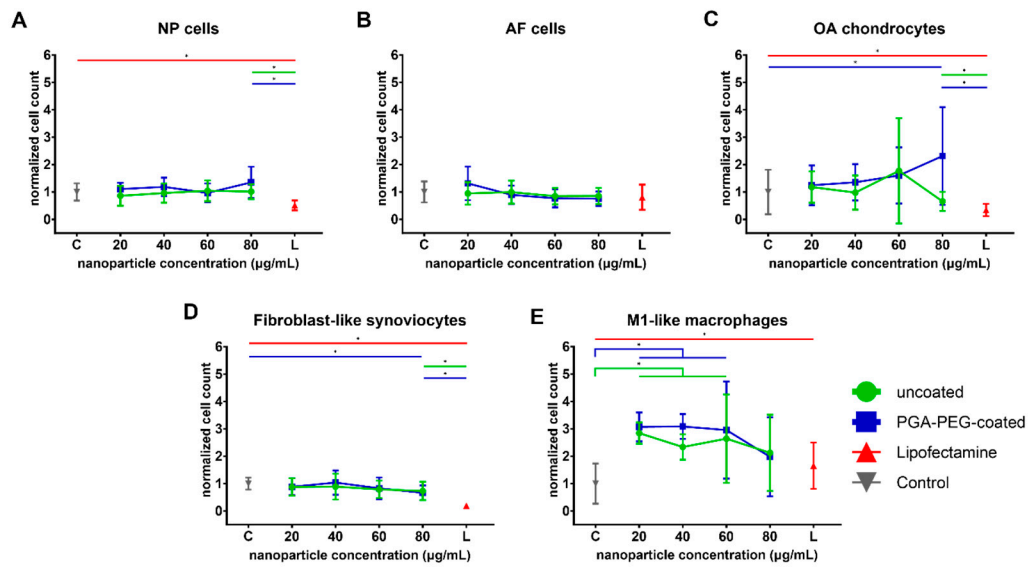 A
NP cells
normalized cell count
6
5
4
3
2
1
0
*
*
*
C 20 40 60 80 L
nanoparticle concentration (μg/mL)
B
AF cells
normalized cell count
6
5
4
3
2
1
0
C 20 40 60 80 L
nanoparticle concentration (μg/mL)
C
OA chondrocytes
normalized cell count
6
5
4
3
2
1
0
*
*
*
*
C 20 40 60 80 L
nanoparticle concentration (μg/mL)
D
Fibroblast-like synoviocytes
normalized cell count
6
5
4
3
2
1
0
*
*
*
*
C 20 40 60 80 L
nanoparticle concentration (μg/mL)
E
M1-like macrophages
normalized cell count
6
5
4
3
2
1
0
*
*
*
C 20 40 60 80 L
nanoparticle concentration (μg/mL)
uncoated
PGA-PEG-coated
Lipofectamine
Control